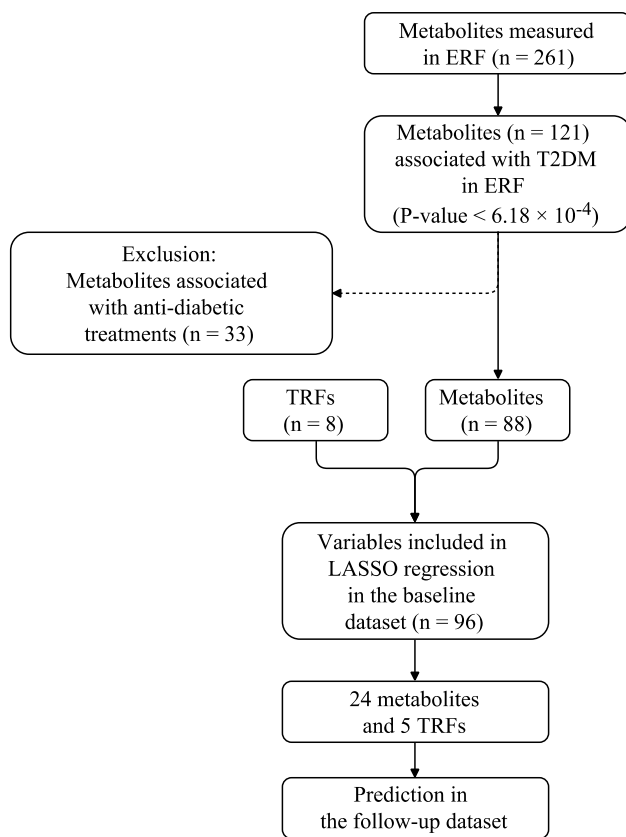 Metabolites measured
in ERF (n = 261)
Metabolites (n = 121)
associated with T2DM
in ERF
(P-value < 6.18 × 10-4)
Exclusion:
Metabolites associated
with anti-diabetic
treatments (n = 33)
TRFs
(n = 8)
Metabolites
(n = 88)
Variables included in
LASSO regression
in the baseline
dataset (n = 96)
24 metabolites
and 5 TRFs
Prediction in
the follow-up dataset